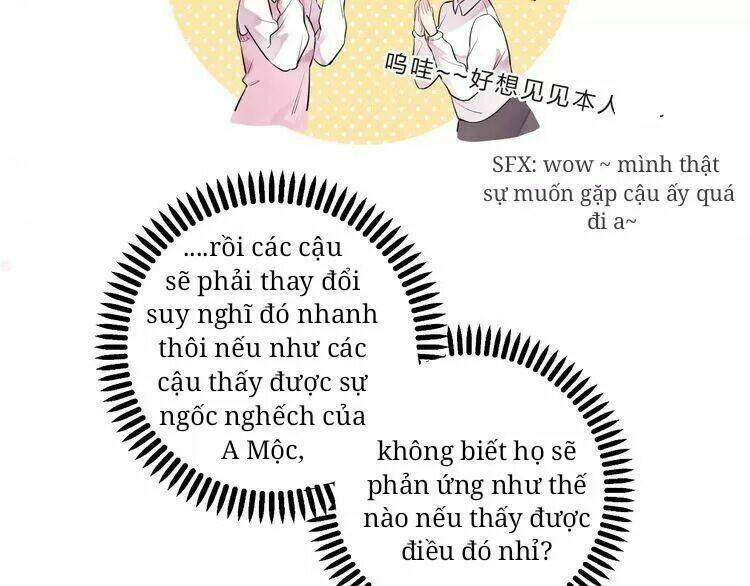 呜哇~~好想见见本人
SFX: wow ~ mình thật
sự muốn gặp cậu ấy quá
đi a~
....rồi các cậu
sẽ phải thay đổi
suy nghĩ đó nhanh
thôi nếu như các
cậu thấy được sự
ngốc nghếch của
A Mộc,
không biết họ sẽ
phản ứng như thế
nào nếu thấy được
điều đó nhỉ?